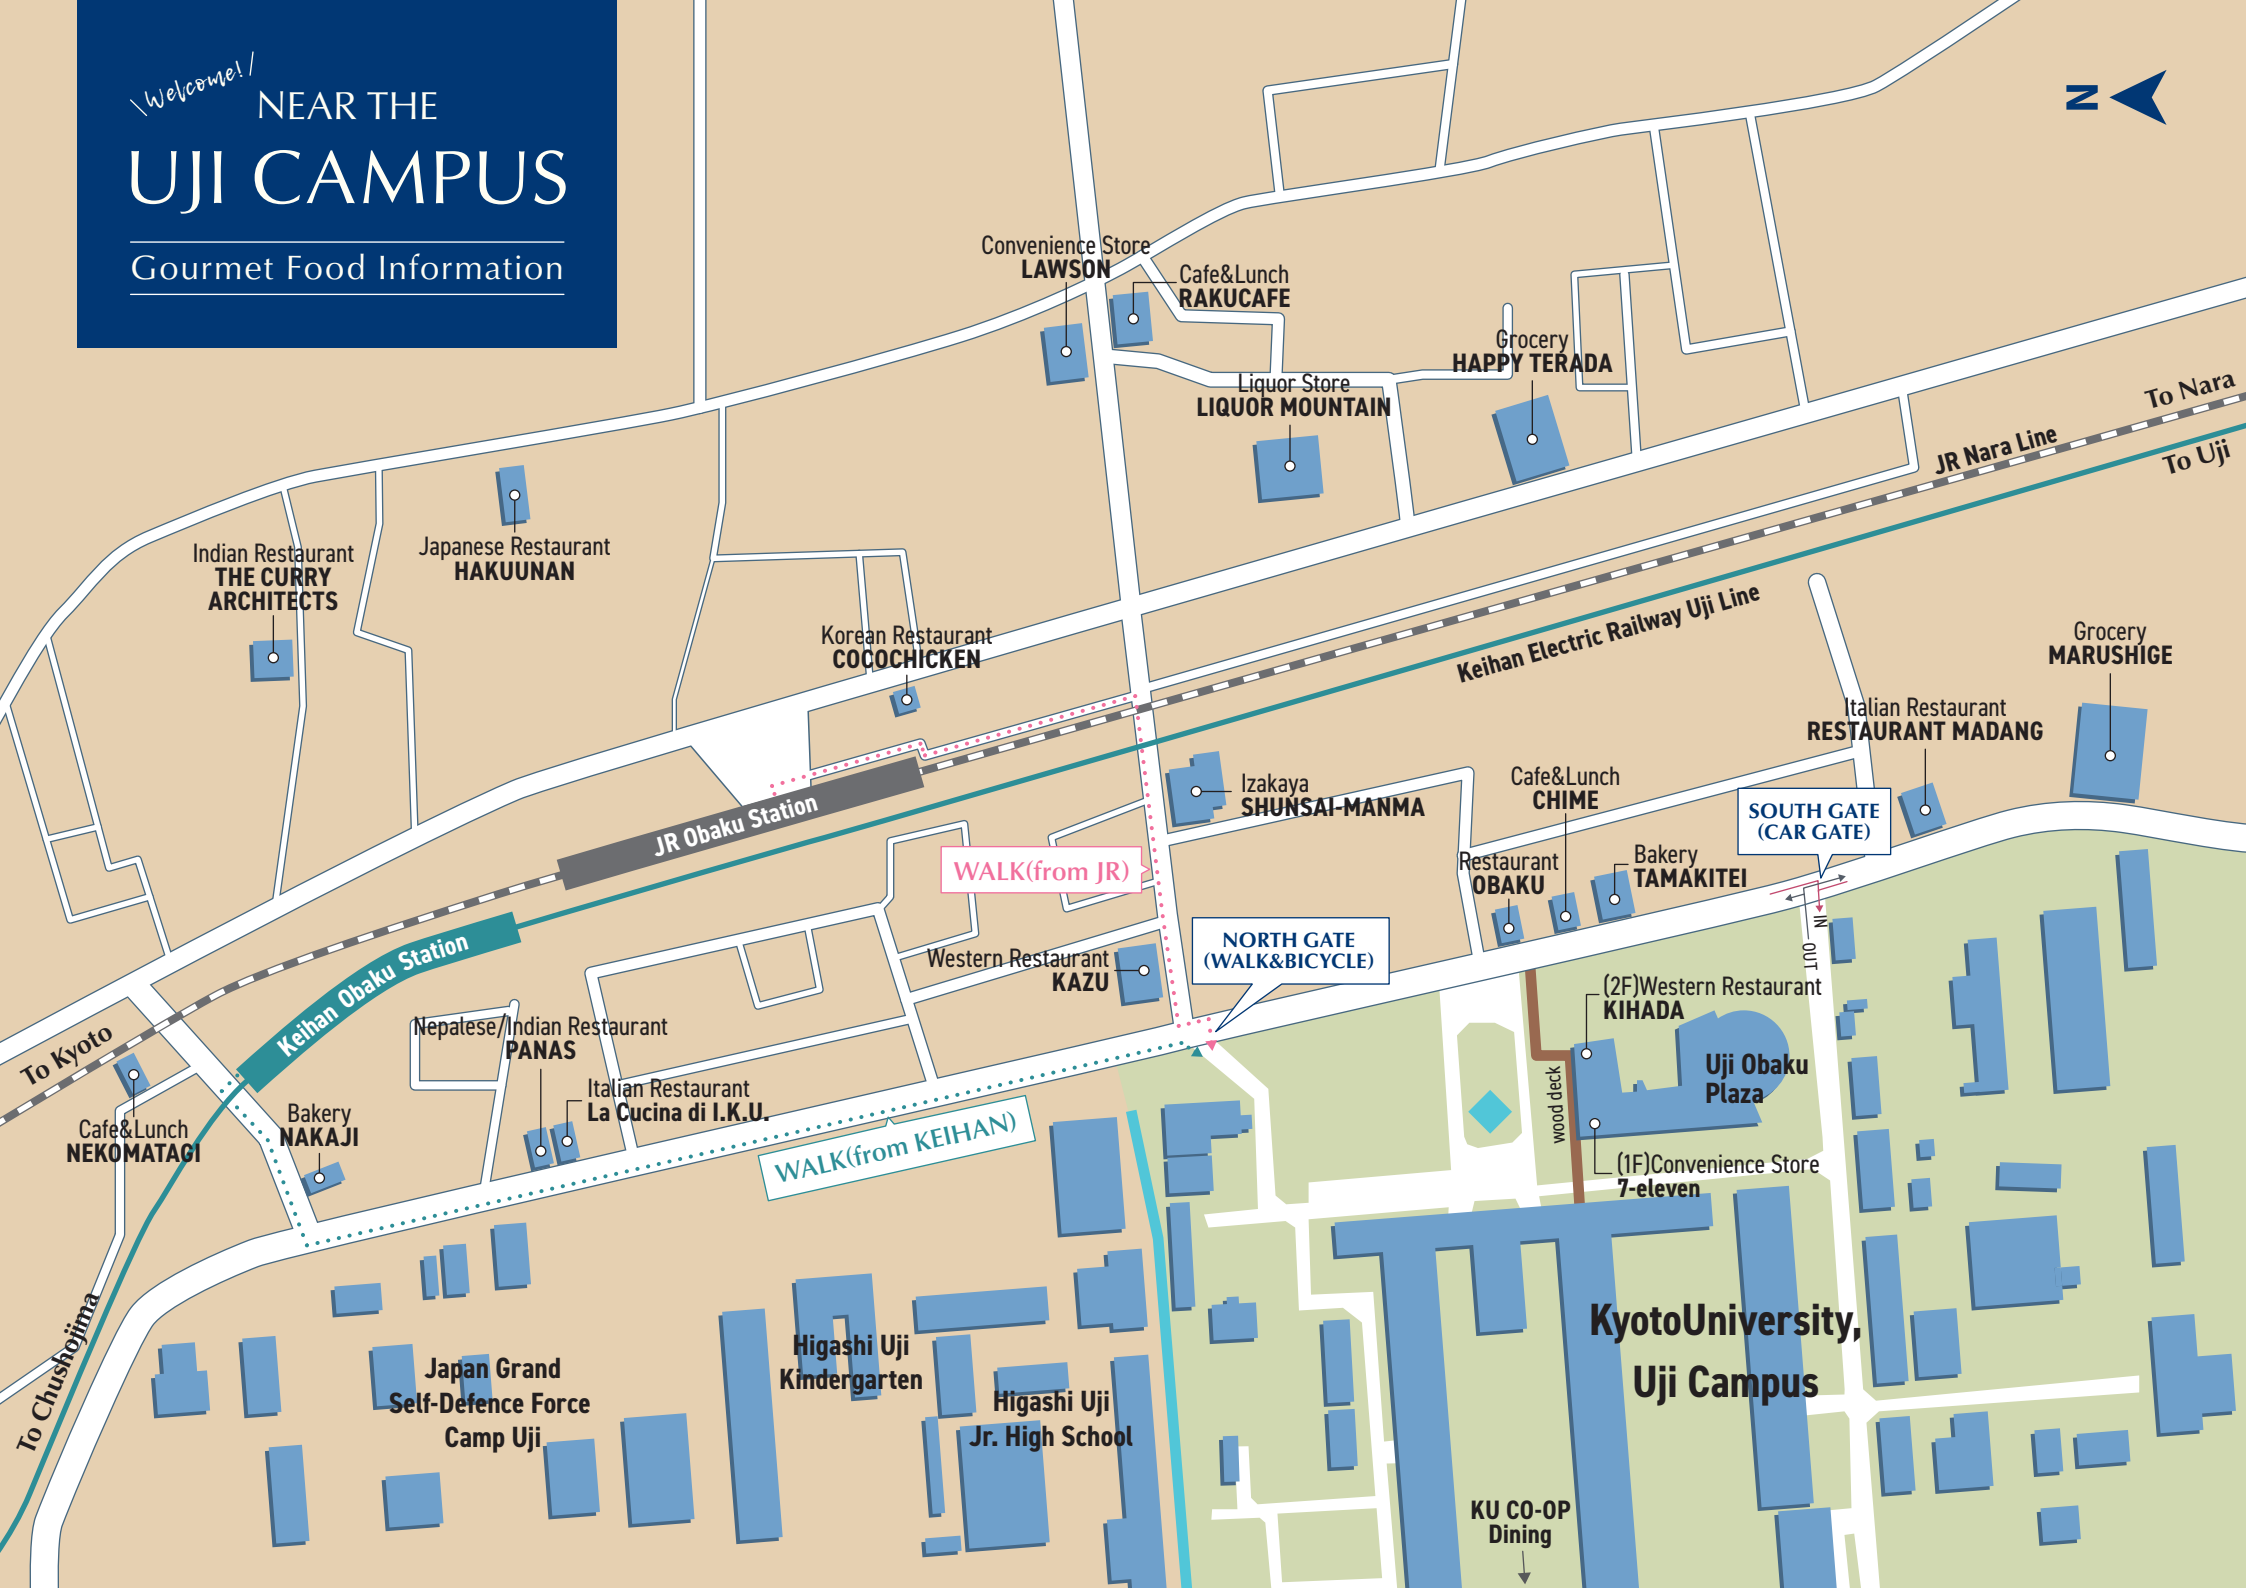 \Welcome!/
NEAR THE
UJI CAMPUS
Gourmet Food Information
N
Convenience Store
LAWSON
Cafe&Lunch
RAKUCAFE
Grocery
HAPPY TERADA
Liquor Store
LIQUOR MOUNTAIN
To Nara
JR Nara Line
To Uji
Indian Restaurant
THE CURRY
ARCHITECTS
Japanese Restaurant
HAKUUNAN
Korean Restaurant
COCOCHICKEN
Keihan Electric Railway Uji Line
Grocery
MARUSHIGE
Italian Restaurant
RESTAURANT MADANG
Izakaya
SHUNSAI-MANMA
Cafe&Lunch
CHIME
SOUTH GATE
(CAR GATE)
JR Obaku Station
WALK(from JR)
Restaurant
OBAKU
Bakery
TAMAKITEI
IN
OUT
Keihan Obaku Station
Western Restaurant
KAZU
NORTH GATE
(WALK&BICYCLE)
(2F)Western Restaurant
KIHADA
To Kyoto
Nepalese/Indian Restaurant
PANAS
Uji Obaku
Plaza
wood deck
Italian Restaurant
La Cucina di I.K.U.
Cafe&Lunch
NEKOMATAGI
Bakery
NAKAJI
WALK(from KEIHAN)
(1F)Convenience Store
7-eleven
To Chushojima
Japan Grand
Self-Defence Force
Camp Uji
Higashi Uji
Kindergarten
Higashi Uji
Jr. High School
KyotoUniversity,
Uji Campus
KU CO-OP
Dining